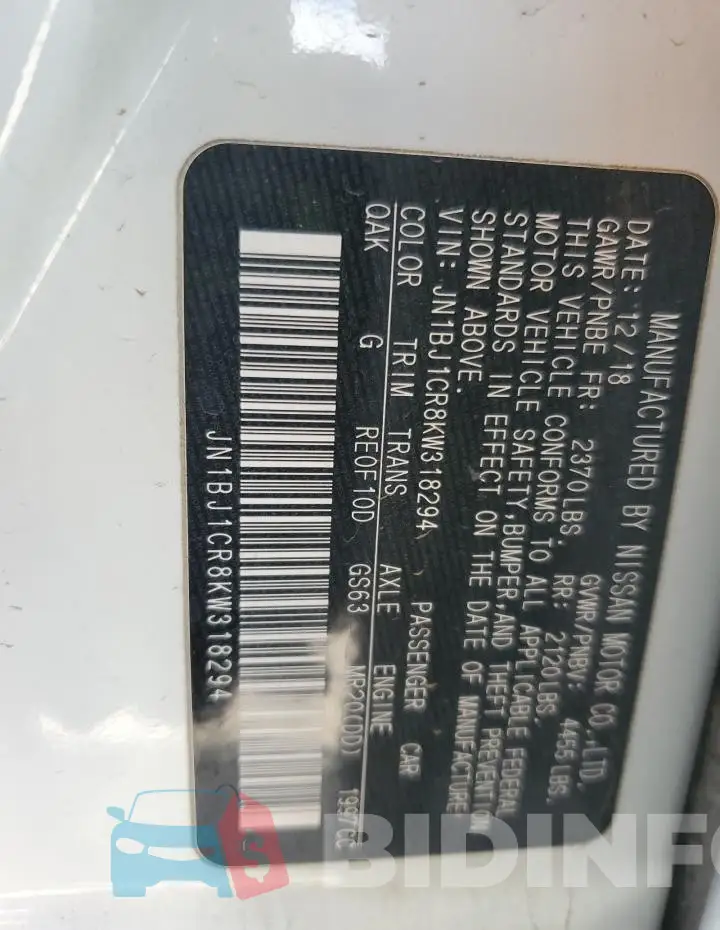 MANUFACTURED BY NISSAN MOTOR CO.,LTD.
DATE: 12/18 GVWR/PNBV: 4455 LBS,
GAWR/PNBE FR: 2370LBS, RR: 2120LBS,
THIS VEHICLE CONFORMS TO ALL APPLICABLE FEDERAL
MOTOR VEHICLE SAFETY,BUMPER,AND THEFT PREVENTION
STANDARDS IN EFFECT ON THE DATE OF MANUFACTURE
SHOWN ABOVE.
VIN: JN1BJ1CR8KW318294 PASSENGER CAR
COLOR TRIM TRANS AXLE ENGINE
QAK G RE0F10D GS63 MR20(DD) 1997CC
JN1BJ1CR8KW318294
BIDINFO